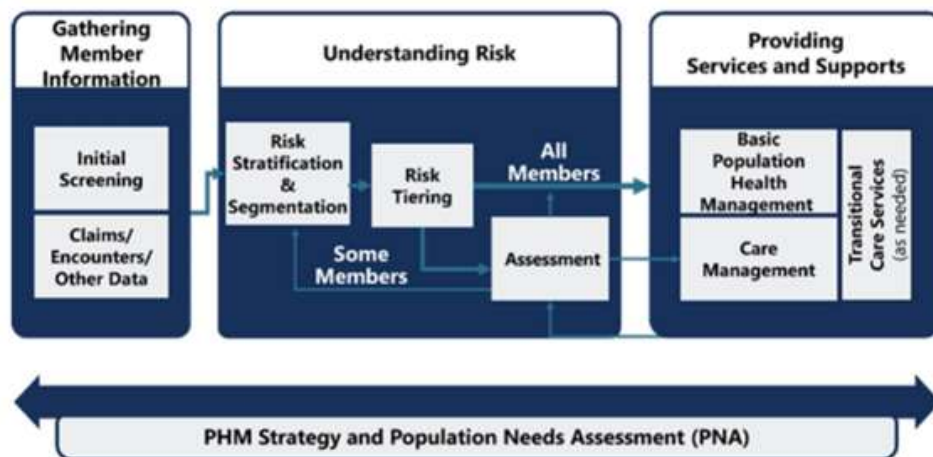 Gathering
Member
Information
Understanding Risk
Providing
Services and Supports
Initial
Screening
Claims/
Encounters/
Other Data
Risk
Stratification
&
Segmentation
Risk
Tiering
All
Members
Some
Members
Assessment
Basic
Population
Health
Management
Care
Management
Transitional
Care Services
(as needed)
PHM Strategy and Population Needs Assessment (PNA)